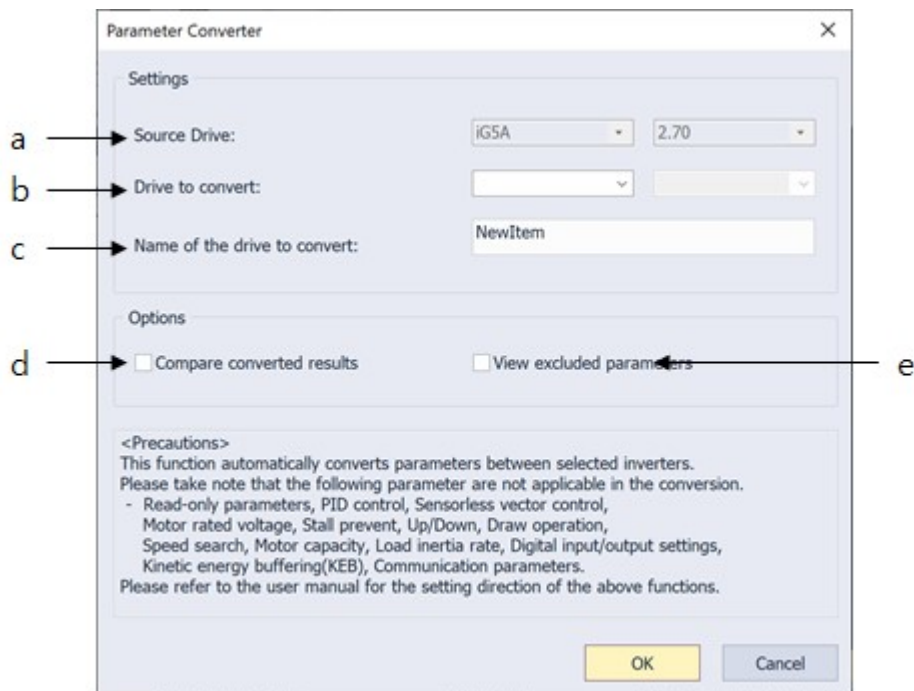 Parameter Converter
Settings
a Source Drive: iG5A 2.70
b Drive to convert:
c Name of the drive to convert: NewItem
Options
d Compare converted results View excluded parameters e
<Precautions>
This function automatically converts parameters between selected inverters.
Please take note that the following parameter are not applicable in the conversion.
- Read-only parameters, PID control, Sensorless vector control,
Motor rated voltage, Stall prevent, Up/Down, Draw operation,
Speed search, Motor capacity, Load inertia rate, Digital input/output settings,
Kinetic energy buffering(KEB), Communication parameters.
Please refer to the user manual for the setting direction of the above functions.
OK Cancel